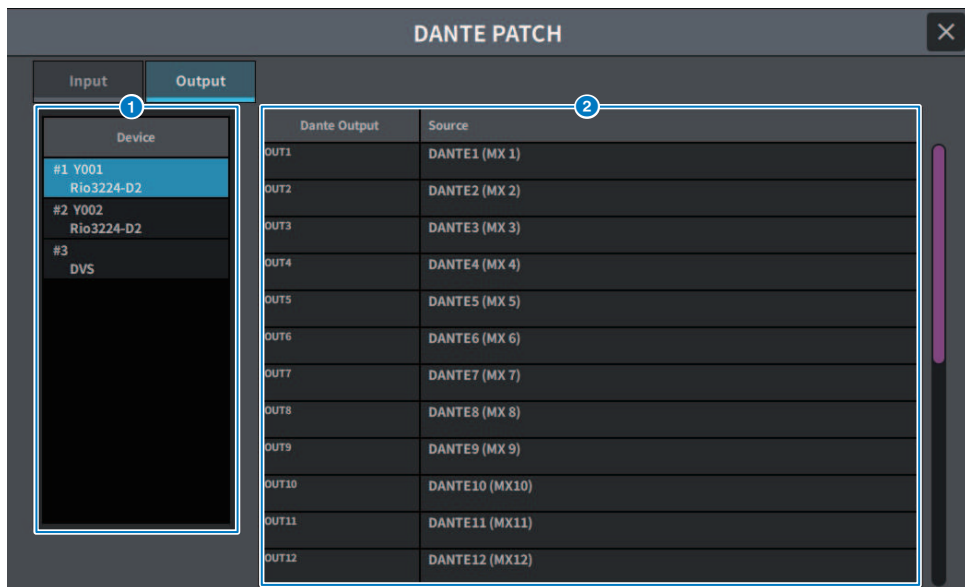 DANTE PATCH
Input
Output
1
2
Device
#1 Y001
Rio3224-D2
#2 Y002
Rio3224-D2
#3
DVS
Dante Output Source
OUT1 DANTE1 (MX 1)
OUT2 DANTE2 (MX 2)
OUT3 DANTE3 (MX 3)
OUT4 DANTE4 (MX 4)
OUT5 DANTE5 (MX 5)
OUT6 DANTE6 (MX 6)
OUT7 DANTE7 (MX 7)
OUT8 DANTE8 (MX 8)
OUT9 DANTE9 (MX 9)
OUT10 DANTE10 (MX10)
OUT11 DANTE11 (MX11)
OUT12 DANTE12 (MX12)